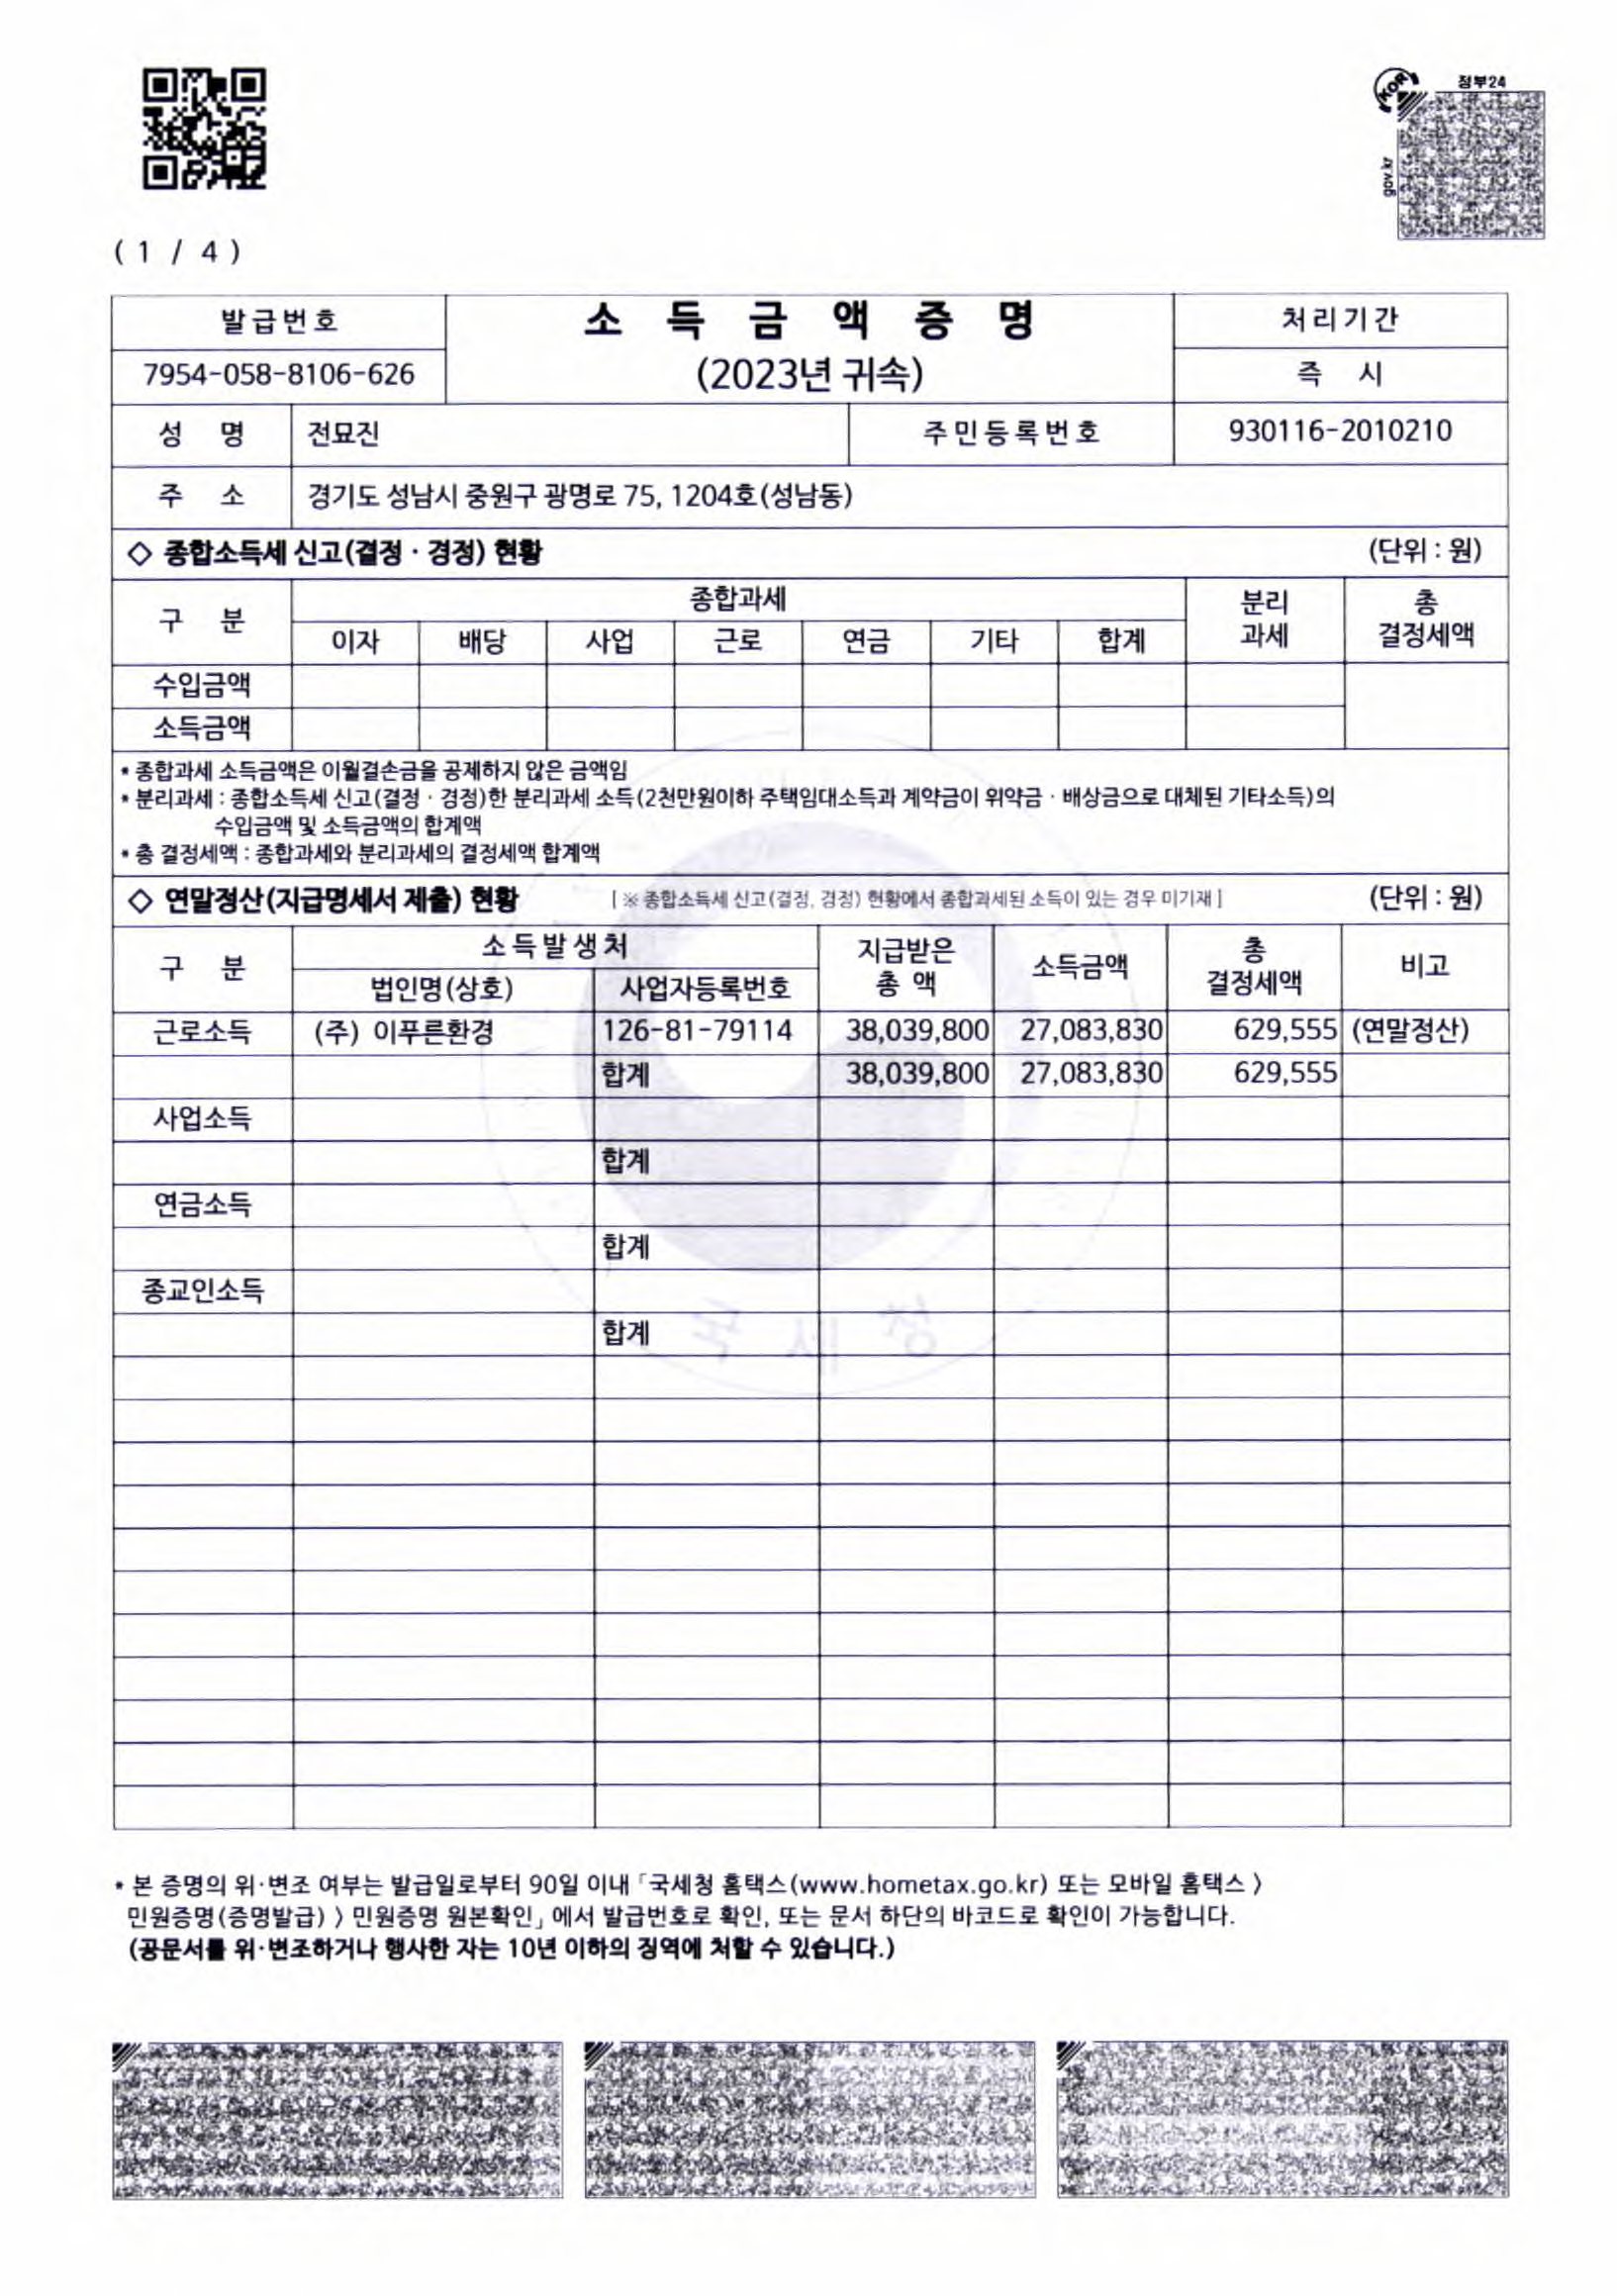 정부24
KOR
gov.kr
( 1 / 4 )
발급번호 소 득 금 액 증 명 처리기간
7954-058-8106-626 (2023년 귀속) 즉 시
성 명 전묘진 주민등록번호 930116-2010210
주 소 경기도 성남시 중원구 광명로 75, 1204호(성남동)
◇ 종합소득세 신고(결정 · 경정) 현황 (단위 : 원)
구 분 종합과세 분리 과세 총 결정세액
이자 배당 사업 근로 연금 기타 합계
수입금액
소득금액
* 종합과세 소득금액은 이월결손금을 공제하지 않은 금액임
* 분리과세 : 종합소득세 신고(결정 · 경정)한 분리과세 소득(2천만원이하 주택임대소득과 계약금이 위약금 · 배상금으로 대체된 기타소득)의
수입금액 및 소득금액의 합계액
* 총 결정세액 : 종합과세와 분리과세의 결정세액 합계액
◇ 연말정산(지급명세서 제출) 현황 [ ※ 종합소득세 신고(결정, 경정) 현황에서 종합과세된 소득이 있는 경우 미기재 ] (단위 : 원)
구 분 소득발생처 지급받은 총 액 소득금액 총 결정세액 비고
법인명(상호) 사업자등록번호
근로소득 (주) 이푸른환경 126-81-79114 38,039,800 27,083,830 629,555 (연말정산)
합계 38,039,800 27,083,830 629,555
사업소득
합계
연금소득
합계
종교인소득
합계
국세청
* 본 증명의 위·변조 여부는 발급일로부터 90일 이내「국세청 홈택스(www.hometax.go.kr) 또는 모바일 홈택스 〉
민원증명(증명발급) 〉 민원증명 원본확인」에서 발급번호로 확인, 또는 문서 하단의 바코드로 확인이 가능합니다.
(공문서를 위·변조하거나 행사한 자는 10년 이하의 징역에 처할 수 있습니다.)